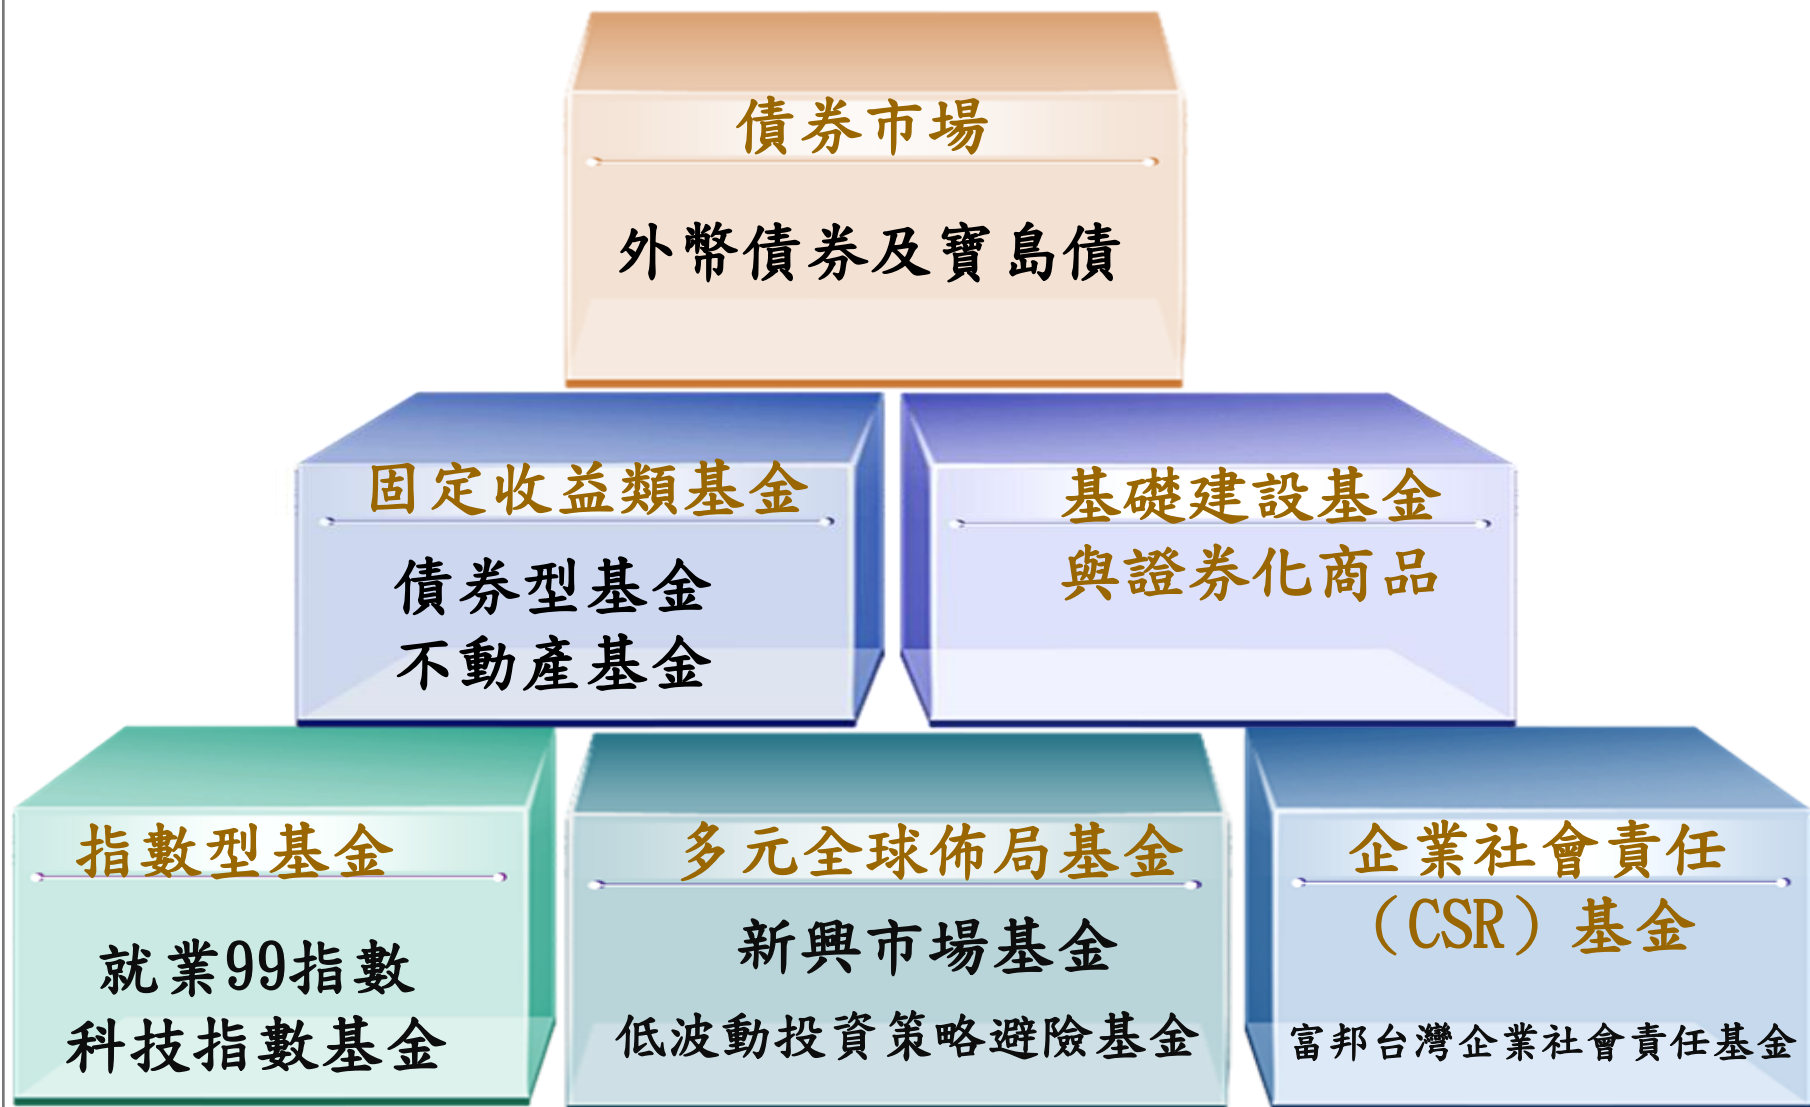 債券市場
外幣債券及寶島債
固定收益類基金
債券型基金
不動產基金
基礎建設基金
與證券化商品
指數型基金
就業99指數
科技指數基金
多元全球佈局基金
新興市場基金
低波動投資策略避險基金
企業社會責任
（CSR）基金
富邦台灣企業社會責任基金